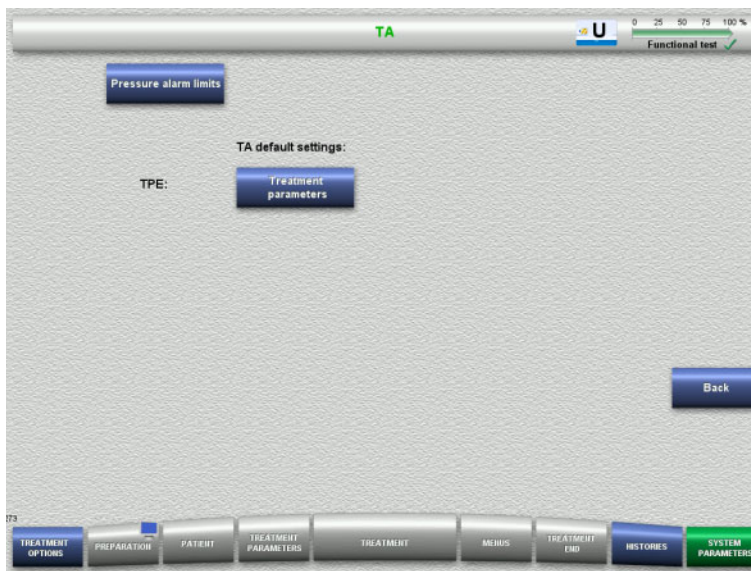 TA
U
0 25 50 75 100 %
Functional test
Pressure alarm limits
TA default settings:
TPE:
Treatment
parameters
Back
273
TREATMENT
OPTIONS
PREPARATION
PATIENT
TREATMENT
PARAMETERS
TREATMENT
MENUS
TREATMENT
END
HISTORIES
SYSTEM
PARAMETERS